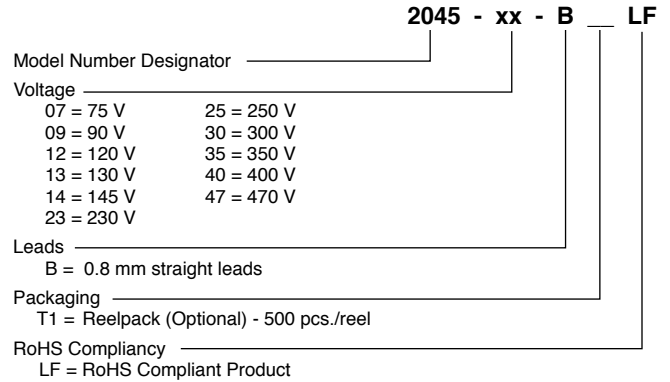 2045 - xx - B __ LF
Model Number Designator
Voltage
07 = 75 V 25 = 250 V
09 = 90 V 30 = 300 V
12 = 120 V 35 = 350 V
13 = 130 V 40 = 400 V
14 = 145 V 47 = 470 V
23 = 230 V
Leads
B = 0.8 mm straight leads
Packaging
T1 = Reelpack (Optional) - 500 pcs./reel
RoHS Compliancy
LF = RoHS Compliant Product